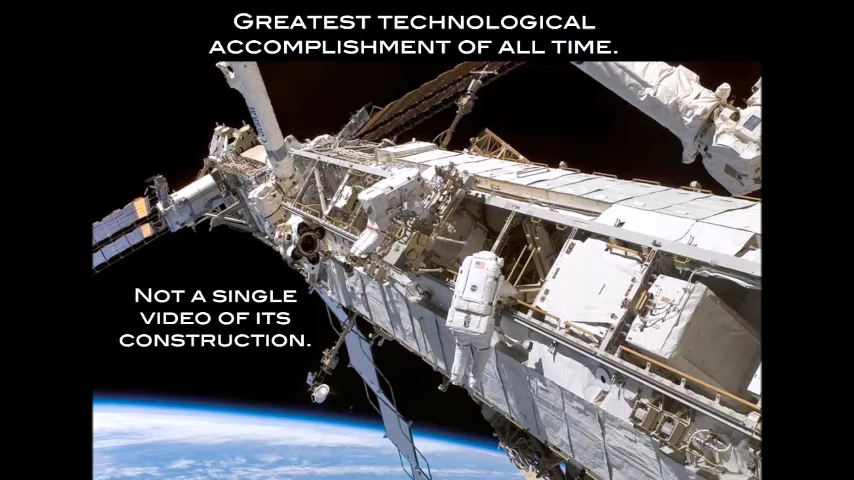 Greatest technological
accomplishment of all time.
Not a single
video of its
construction.